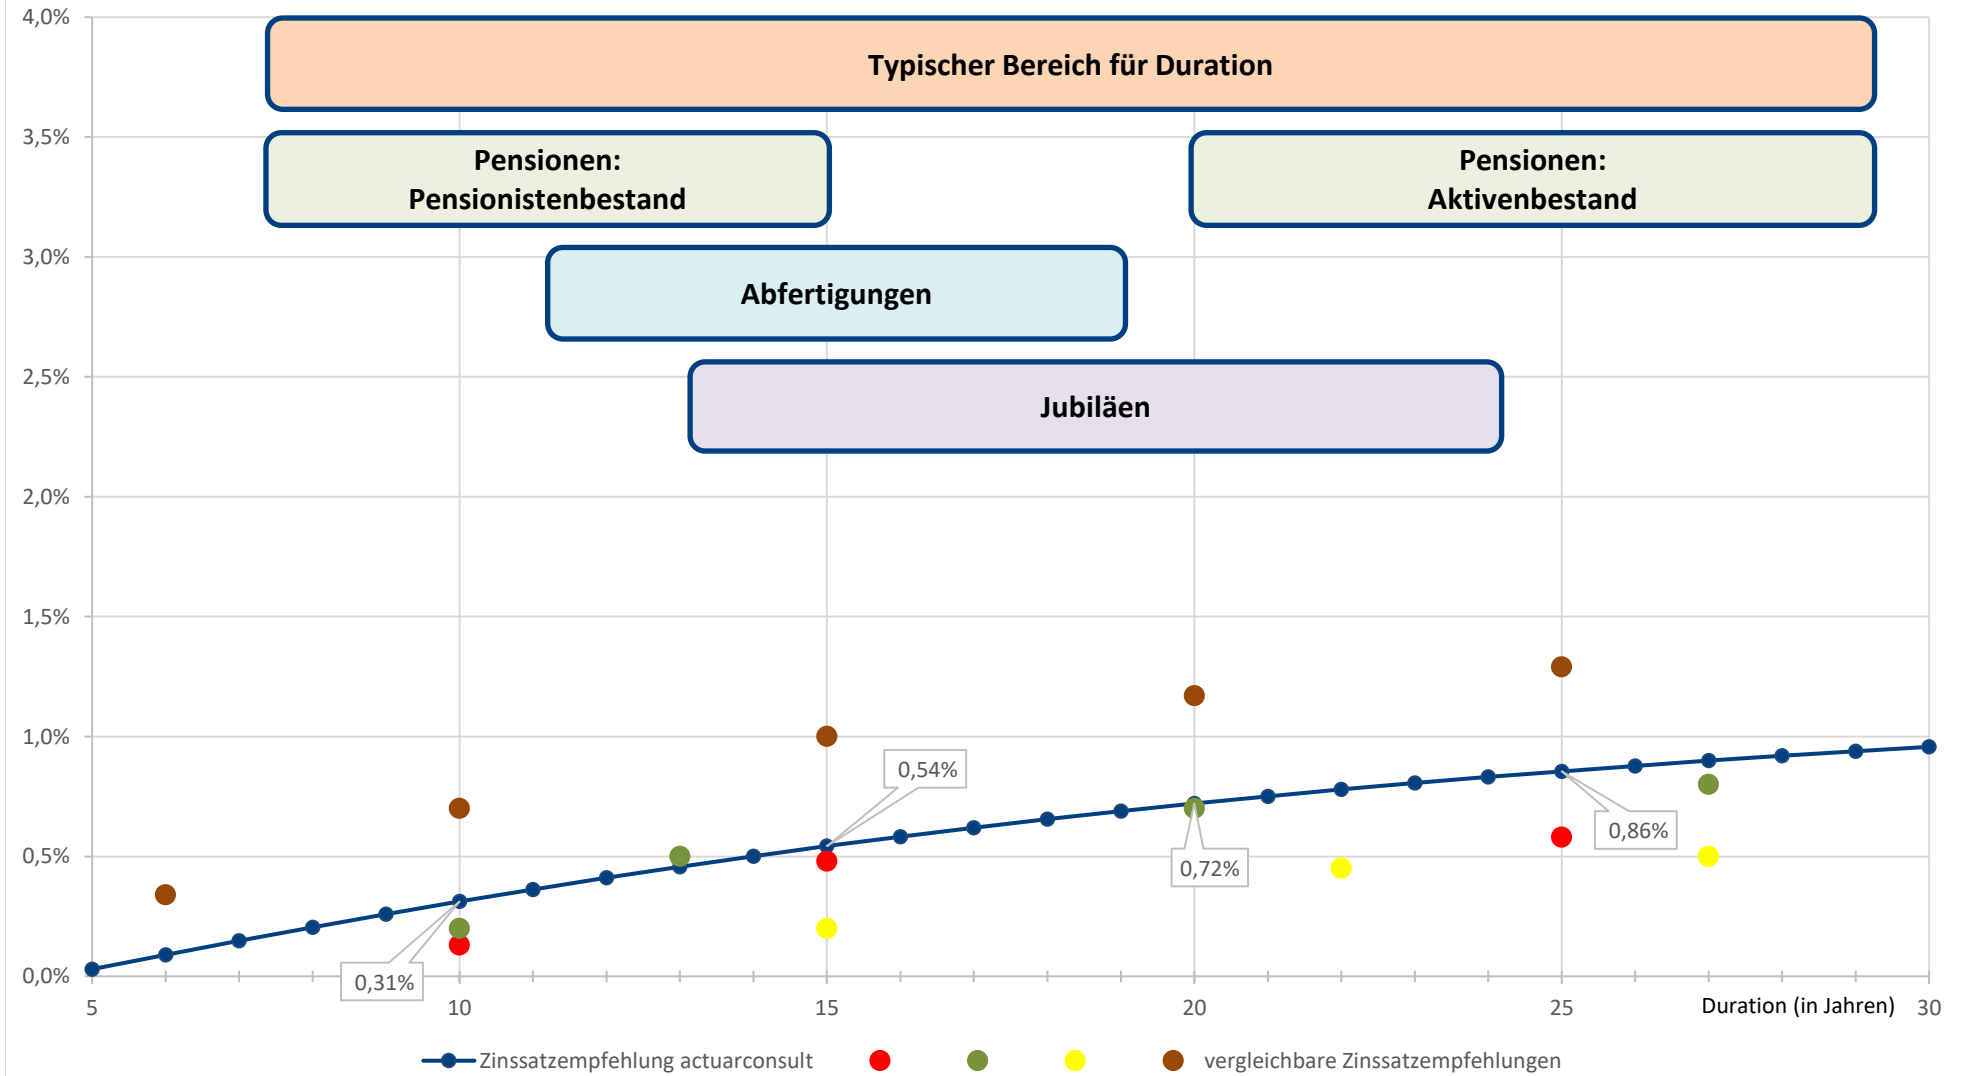 4,0%
Typischer Bereich für Duration
3,5%
Pensionen:
Pensionistenbestand
Pensionen:
Aktivenbestand
3,0%
Abfertigungen
2,5%
Jubiläen
2,0%
1,5%
1,0%
0,54%
0,86%
0,72%
0,5%
0,31%
0,0%
5 10 15 20 25 30
Duration (in Jahren)
Zinssatzempfehlung actuarconsult
vergleichbare Zinssatzempfehlungen